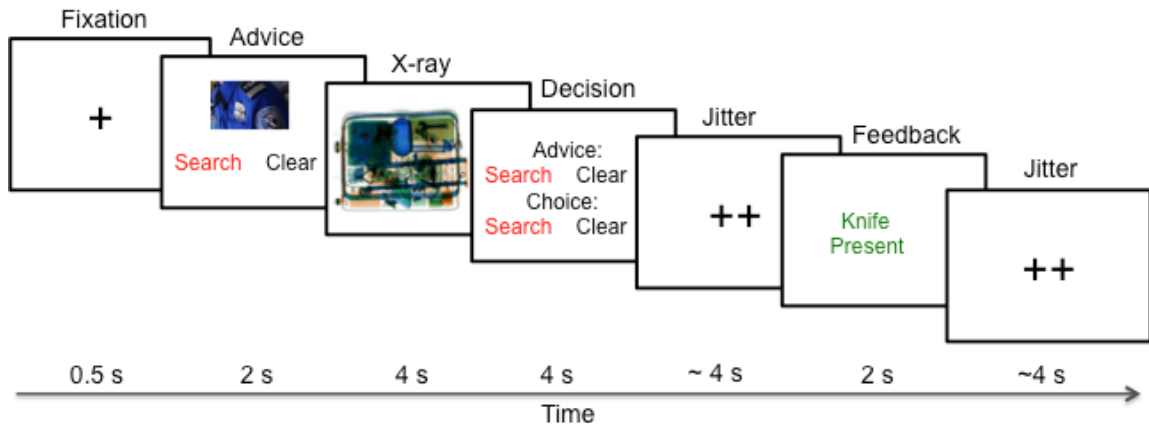 Fixation
Advice
X-ray
Decision
Jitter
Feedback
Jitter
+
Search Clear
Advice:
Search Clear
Choice:
Search Clear
++
Knife
Present
++
0.5 s 2 s 4 s 4 s ~ 4 s 2 s ~4 s
Time